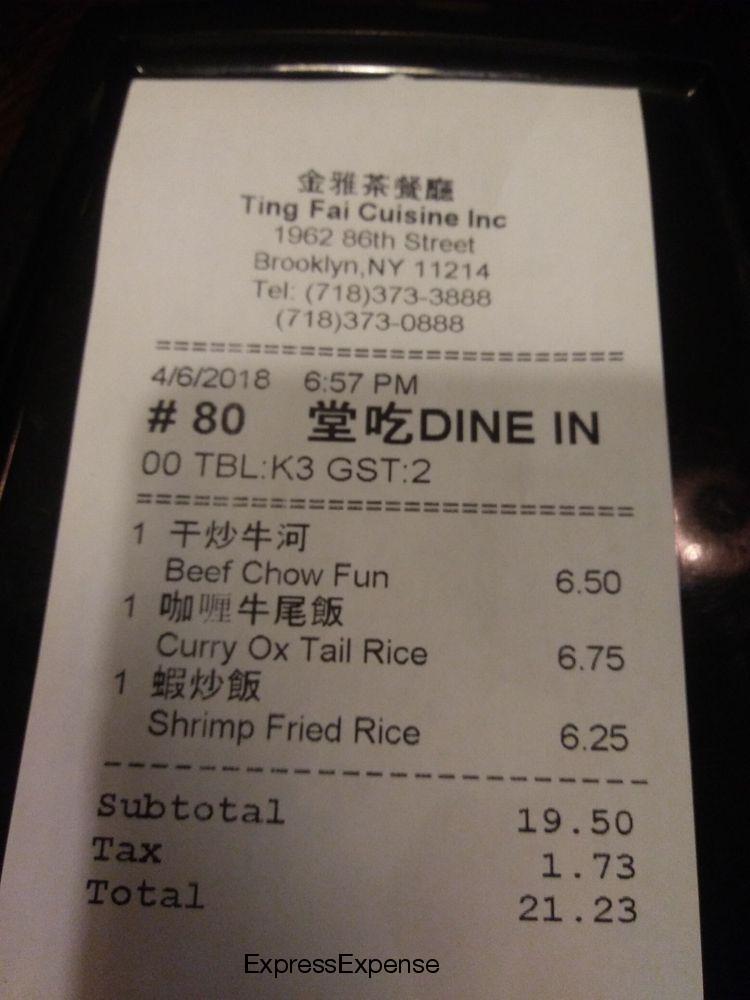 金雅茶餐廳
Ting Fai Cuisine Inc
1962 86th Street
Brooklyn,NY 11214
Tel: (718)373-3888
(718)373-0888
===========================
4/6/2018 6:57 PM
# 80 堂吃DINE IN
00 TBL:K3 GST:2
===========================
1 干炒牛河
Beef Chow Fun 6.50
1 咖喱牛尾飯
Curry Ox Tail Rice 6.75
1 蝦炒飯
Shrimp Fried Rice 6.25
---------------------------
Subtotal 19.50
Tax 1.73
Total 21.23
ExpressExpense